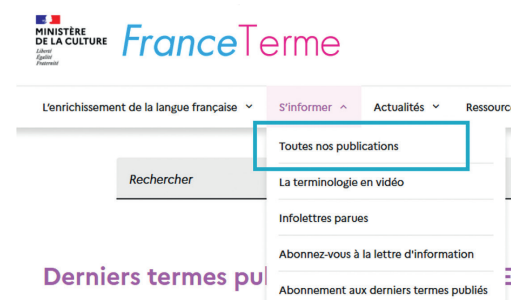 MINISTÈRE
DE LA CULTURE
Liberté
Égalité
Fraternité
FranceTerme
L'enrichissement de la langue française
S'informer
Actualités
Toutes nos publications
Rechercher
La terminologie en vidéo
Infolettres parues
Abonnez-vous à la lettre d'information
Derniers termes
Abonnement aux derniers termes publiés